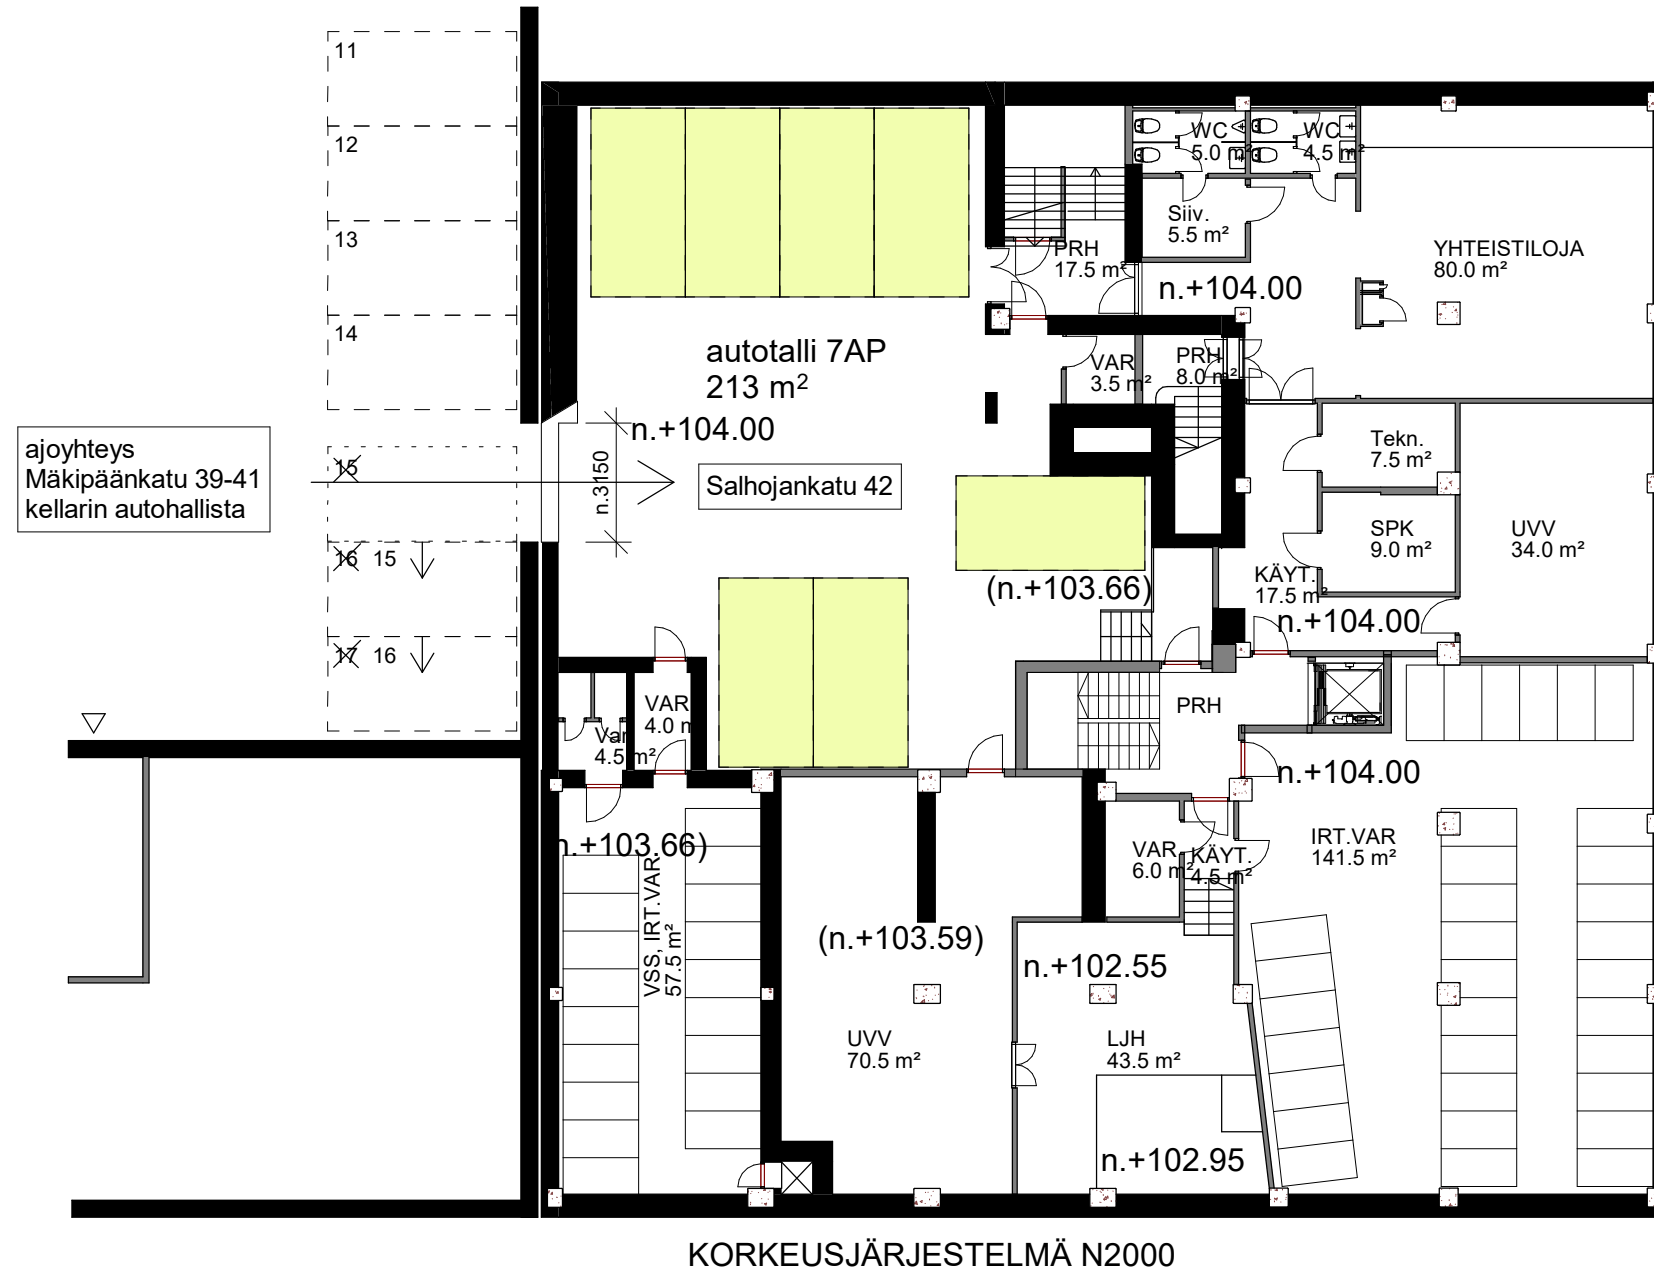 11
12
13
14
15
16 15
17 16
ajoyhteys
Mäkipäänkatu 39-41
kellarin autohallista
autotalli 7AP
213 m²
n.+104.00
n.3150
Salhojankatu 42
WC
5.0 m²
WC
4.5 m²
Siiv.
5.5 m²
PRH
17.5 m²
n.+104.00
YHTEISTILOJA
80.0 m²
VAR
3.5 m²
PRH
8.0 m²
Tekn.
7.5 m²
SPK
9.0 m²
UVV
34.0 m²
KÄYT.
17.5 m²
n.+104.00
(n.+103.66)
VAR
4.0 m
Var
4.5 m²
PRH
n.+104.00
n.+103.66)
VSS, IRT.VAR
57.5 m²
VAR
6.0 m²
KÄYT.
4.5 m²
IRT.VAR
141.5 m²
(n.+103.59)
n.+102.55
UVV
70.5 m²
LJH
43.5 m²
n.+102.95
KORKEUSJÄRJESTELMÄ N2000